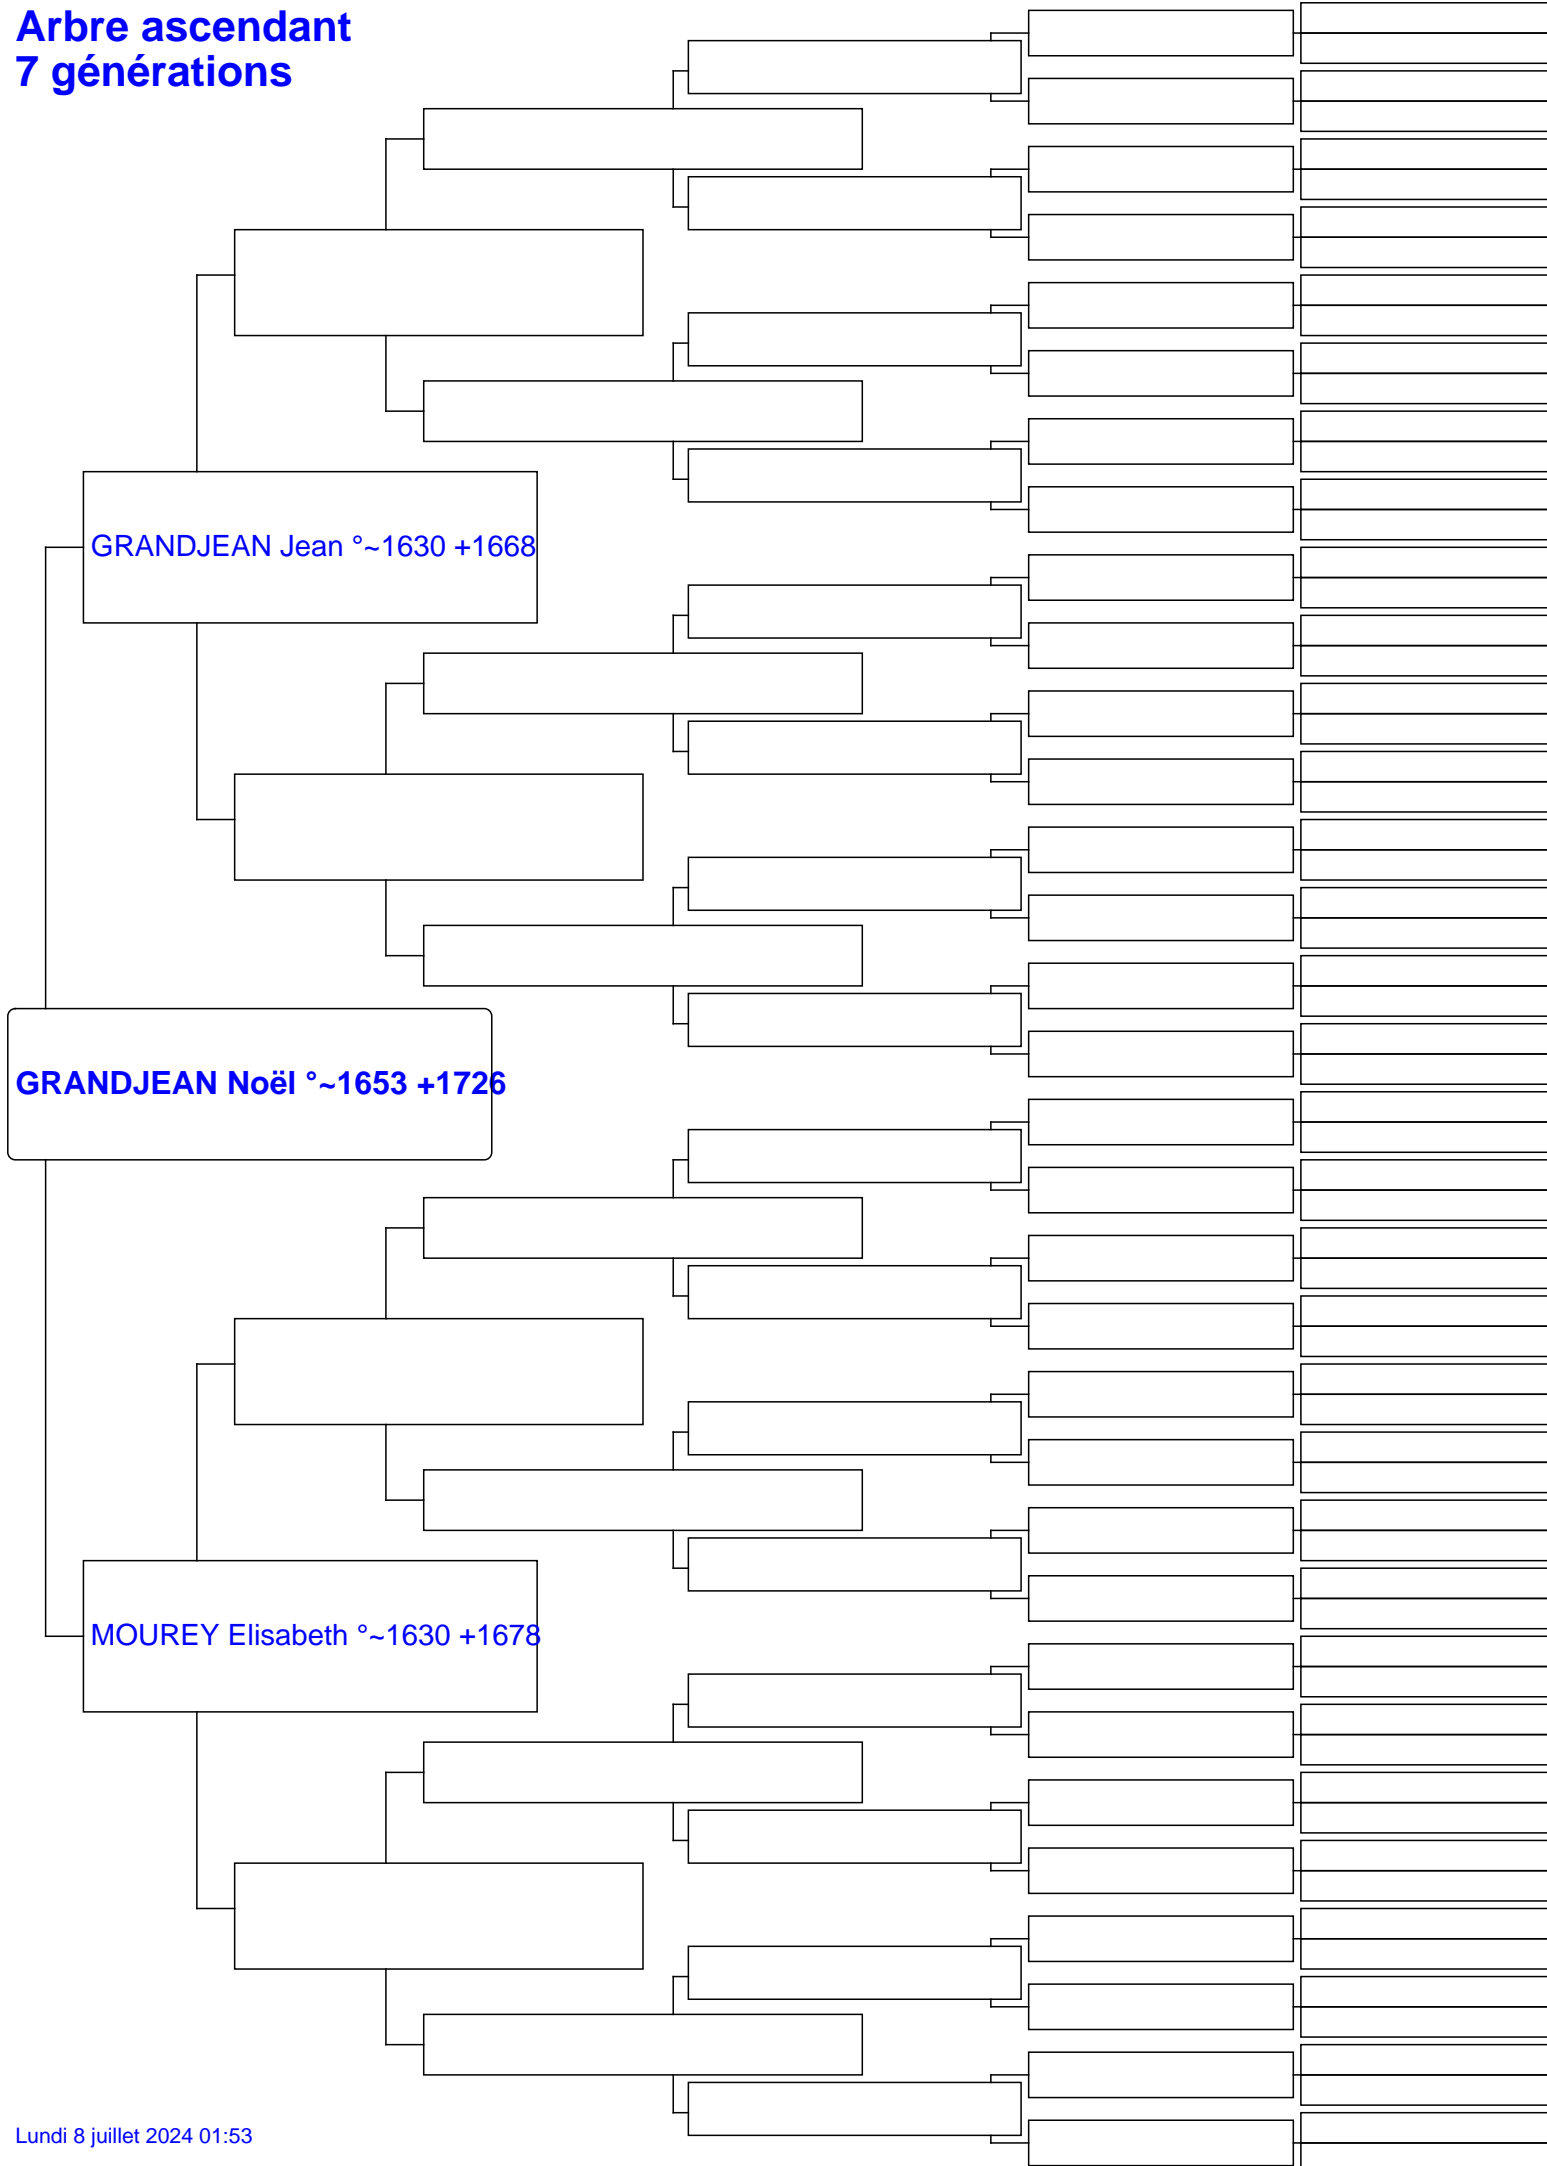 Arbre ascendant
7 générations
GRANDJEAN Jean °~1630 +1668
GRANDJEAN Noël °~1653 +1726
MOUREY Elisabeth °~1630 +1678
Lundi 8 juillet 2024 01:53